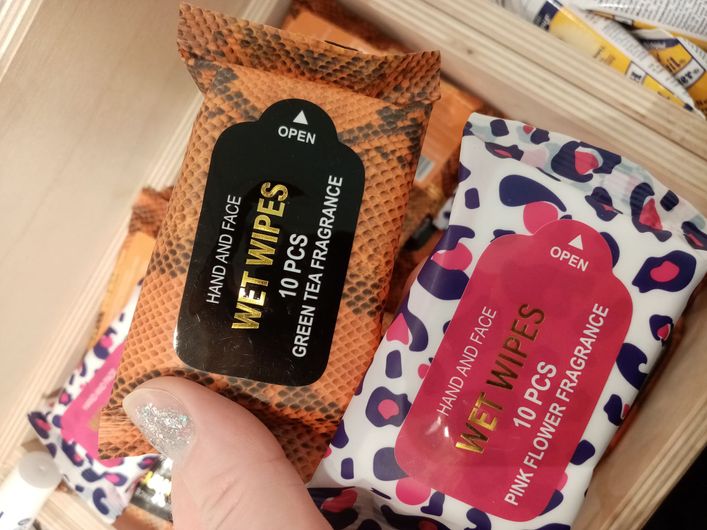 OPEN
HAND AND FACE
WET WIPES
10 PCS
GREEN TEA FRAGRANCE
OPEN
HAND AND FACE
WET WIPES
10 PCS
PINK FLOWER FRAGRANCE